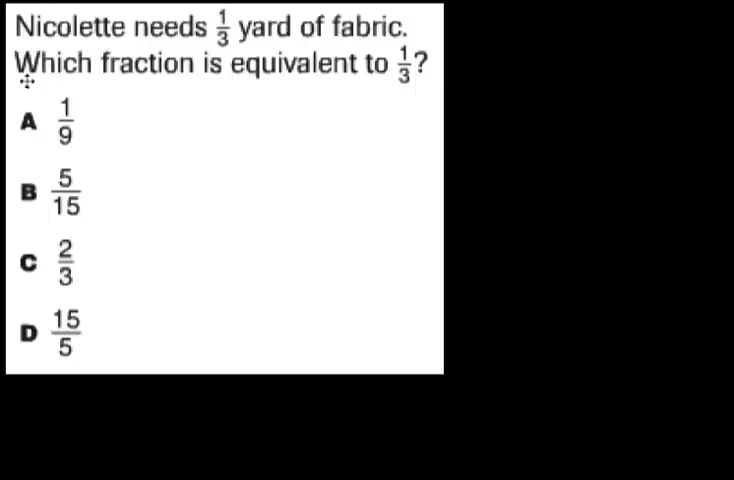 Nicolette needs 1/3 yard of fabric.
Which fraction is equivalent to 1/3?
A 1/9
B 5/15
C 2/3
D 15/5